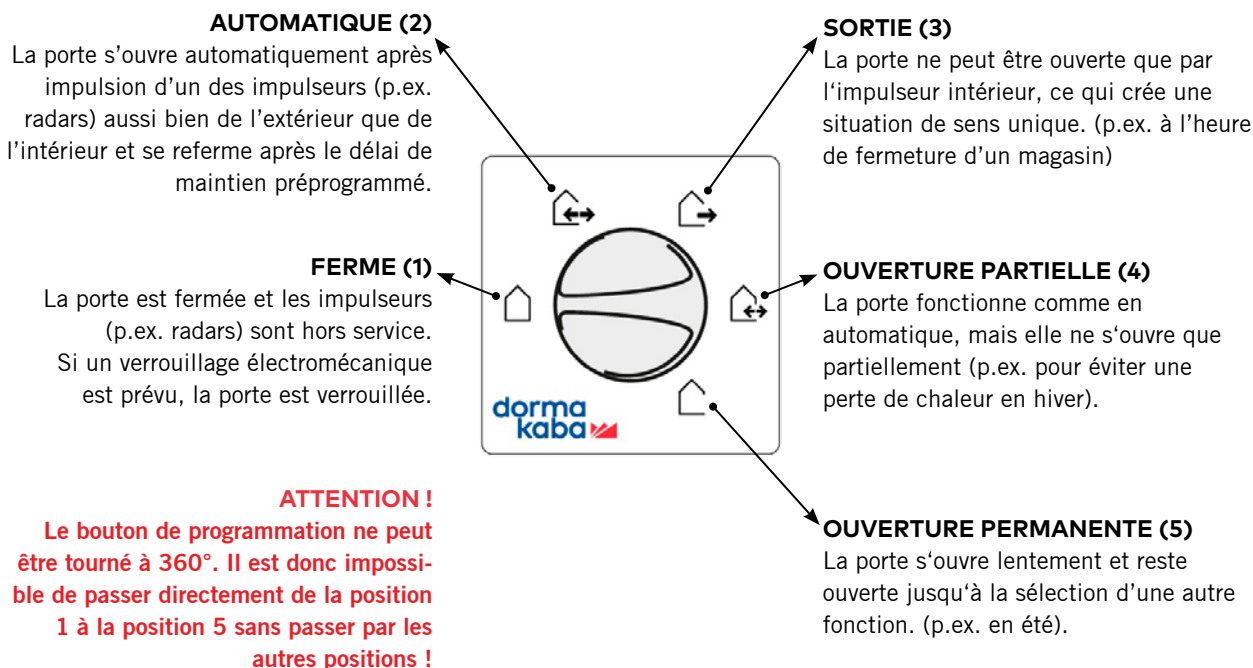 AUTOMATIQUE (2)
La porte s’ouvre automatiquement après
impulsion d’un des impulseurs (p.ex.
radars) aussi bien de l’extérieur que de
l’intérieur et se referme après le délai de
maintien préprogrammé.
FERME (1)
La porte est fermée et les impulseurs
(p.ex. radars) sont hors service.
Si un verrouillage électromécanique
est prévu, la porte est verrouillée.
ATTENTION !
Le bouton de programmation ne peut
être tourné à 360°. Il est donc impossi-
ble de passer directement de la position
1 à la position 5 sans passer par les
autres positions !
dorma
kaba
SORTIE (3)
La porte ne peut être ouverte que par
l‘impulseur intérieur, ce qui crée une
situation de sens unique. (p.ex. à l’heure
de fermeture d’un magasin)
OUVERTURE PARTIELLE (4)
La porte fonctionne comme en
automatique, mais elle ne s‘ouvre que
partiellement (p.ex. pour éviter une
perte de chaleur en hiver).
OUVERTURE PERMANENTE (5)
La porte s‘ouvre lentement et reste
ouverte jusqu‘à la sélection d’une autre
fonction. (p.ex. en été).